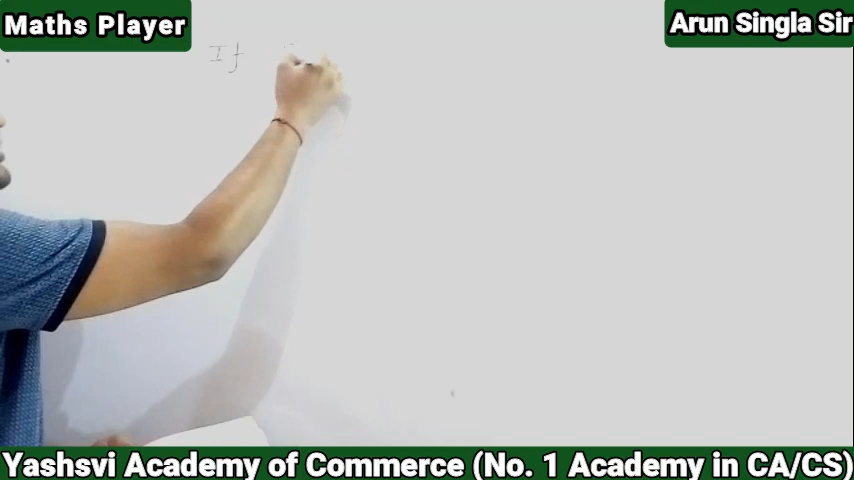 Maths Player
Arun Singla Sir
If
Yashsvi Academy of Commerce (No. 1 Academy in CA/CS)